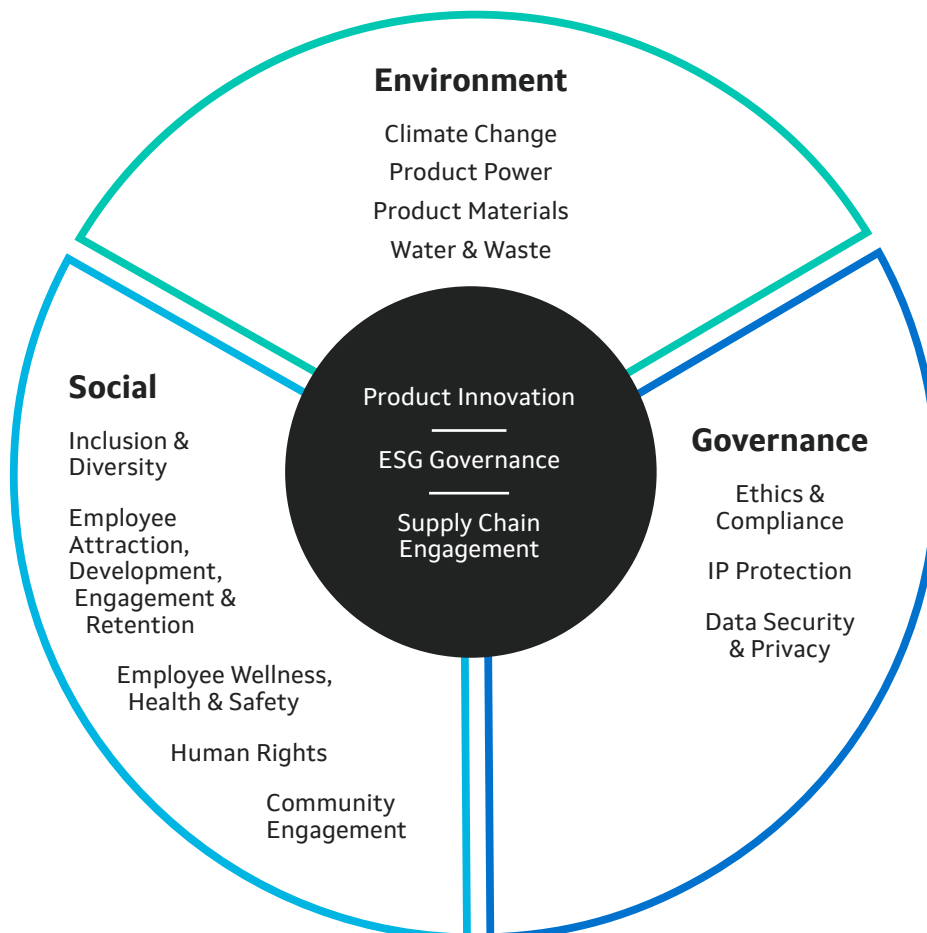 Environment
Climate Change
Product Power
Product Materials
Water & Waste
Social
Inclusion &
Diversity
Employee
Attraction,
Development,
Engagement &
Retention
Employee Wellness,
Health & Safety
Human Rights
Community
Engagement
Product Innovation
ESG Governance
Supply Chain
Engagement
Governance
Ethics &
Compliance
IP Protection
Data Security
& Privacy